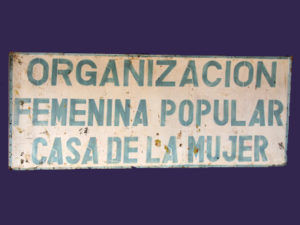 ORGANIZACION
FEMENINA POPULAR
CASA DE LA MUJER